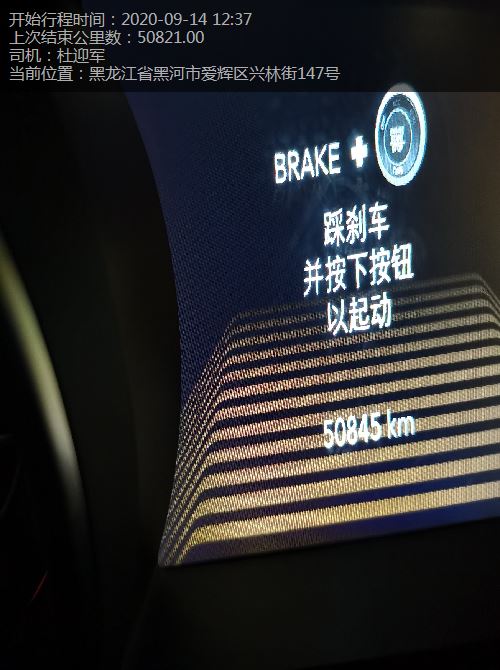 开始行程时间：2020-09-14 12:37
上次结束公里数：50821.00
司机：杜迎军
当前位置：黑龙江省黑河市爱辉区兴林街147号
BRAKE +
踩刹车
并按下按钮
以起动
50845 km